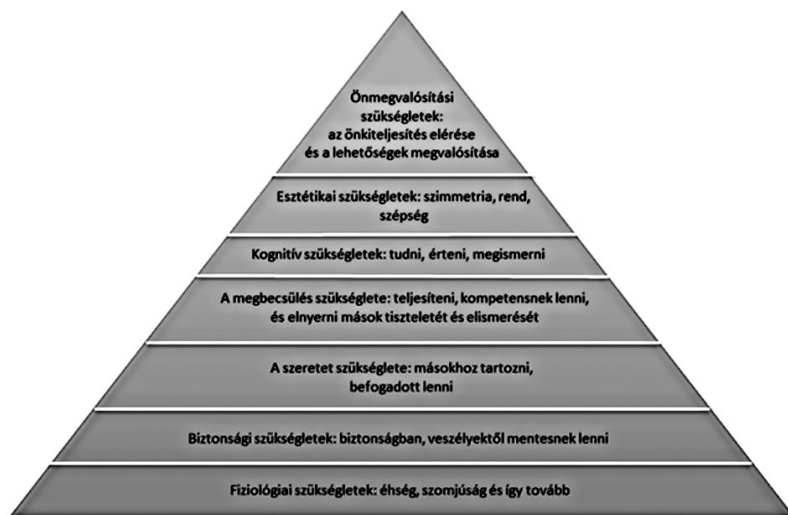 Önmegvalósítási
szükségletek:
az önkiteljesítés elérése
és a lehetőségek megvalósítása
Esztétikai szükségletek: szimmetria, rend,
szépség
Kognitív szükségletek: tudni, érteni, megismerni
A megbecsülés szükséglete: teljesíteni, kompetensnek lenni,
és elnyerni mások tiszteletét és elismerését
A szeretet szükséglete: másokhoz tartozni,
befogadott lenni
Biztonsági szükségletek: biztonságban, veszélyektől mentesnek lenni
Fiziológiai szükségletek: éhség, szomjúság és így tovább